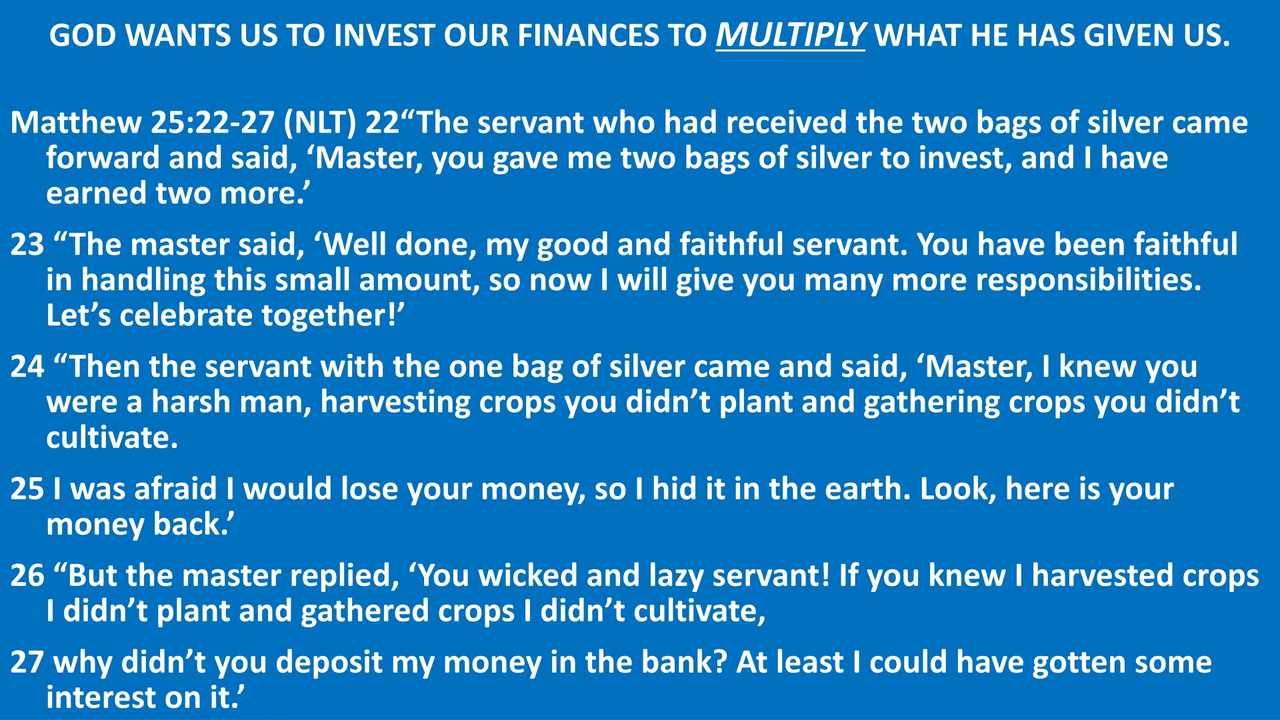 GOD WANTS US TO INVEST OUR FINANCES TO MULTIPLY WHAT HE HAS GIVEN US.
Matthew 25:22-27 (NLT) 22“The servant who had received the two bags of silver came
forward and said, ‘Master, you gave me two bags of silver to invest, and I have
earned two more.’
23 “The master said, ‘Well done, my good and faithful servant. You have been faithful
in handling this small amount, so now I will give you many more responsibilities.
Let’s celebrate together!’
24 “Then the servant with the one bag of silver came and said, ‘Master, I knew you
were a harsh man, harvesting crops you didn’t plant and gathering crops you didn’t
cultivate.
25 I was afraid I would lose your money, so I hid it in the earth. Look, here is your
money back.’
26 “But the master replied, ‘You wicked and lazy servant! If you knew I harvested crops
I didn’t plant and gathered crops I didn’t cultivate,
27 why didn’t you deposit my money in the bank? At least I could have gotten some
interest on it.’